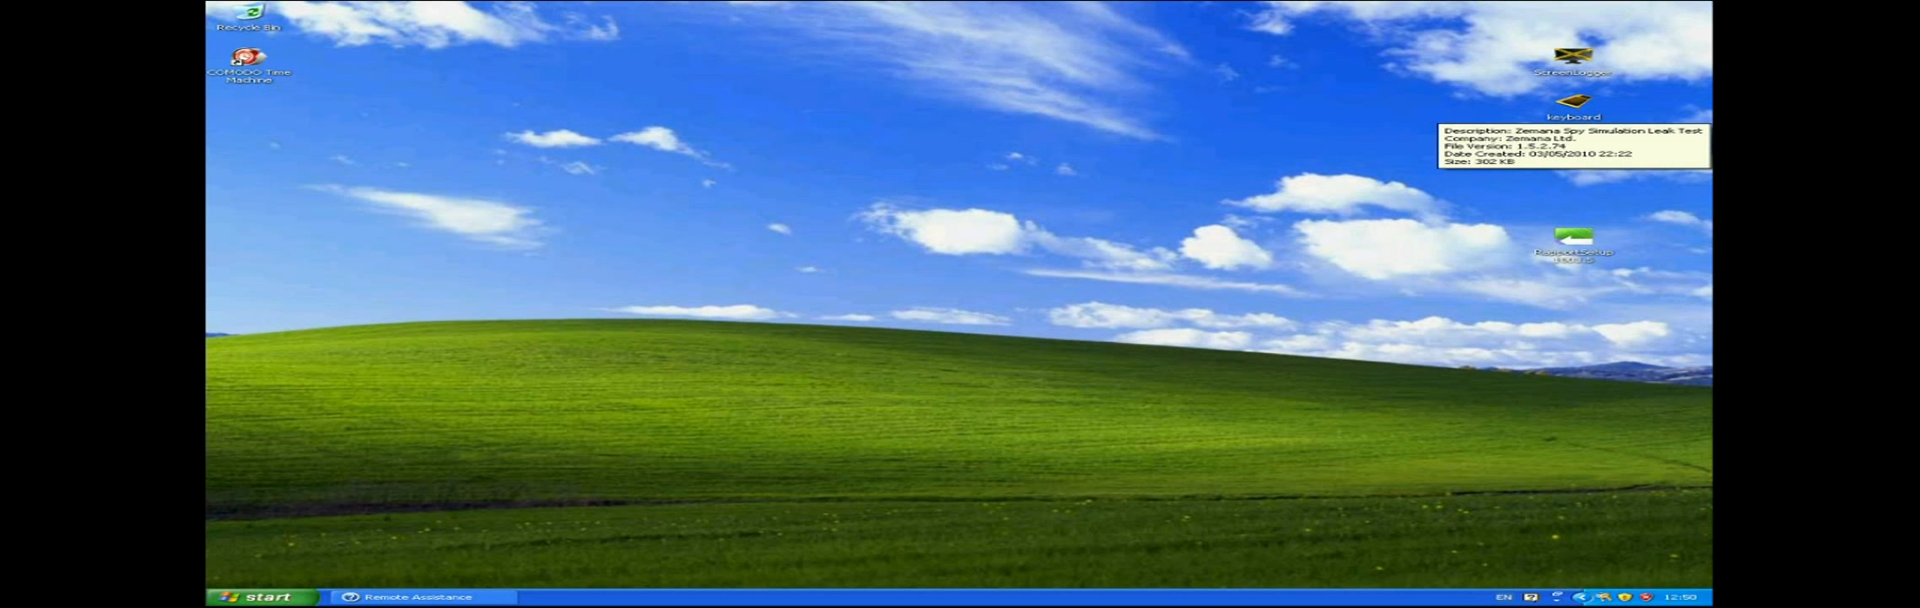 Recycle Bin
COMODO Time
Machine
ScreenLogger
keyboard
Description: Zemana Spy Simulation Leak Test
Company: Zemana Ltd.
File Version: 1.5.2.74
Date Created: 03/05/2010 22:22
Size: 302 KB
RapportSetup
start
Remote Assistance
EN
12:50